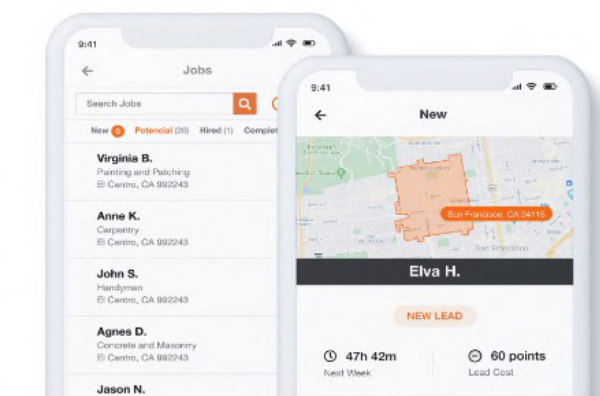 9:41
Jobs
Search Jobs
New 0 Potencial (20) Hired (1) Complet
Virginia B.
Painting and Patching
El Centro, CA 992243
Anne K.
Carpentry
El Centro, CA 992243
John S.
Handyman
El Centro, CA 992243
Agnes D.
Concrete and Masonrry
El Centro, CA 992243
Jason N.
9:41
New
San Francisco, CA 94115
San Francisco
Elva H.
NEW LEAD
47h 42m
Next Week
60 points
Lead Cost